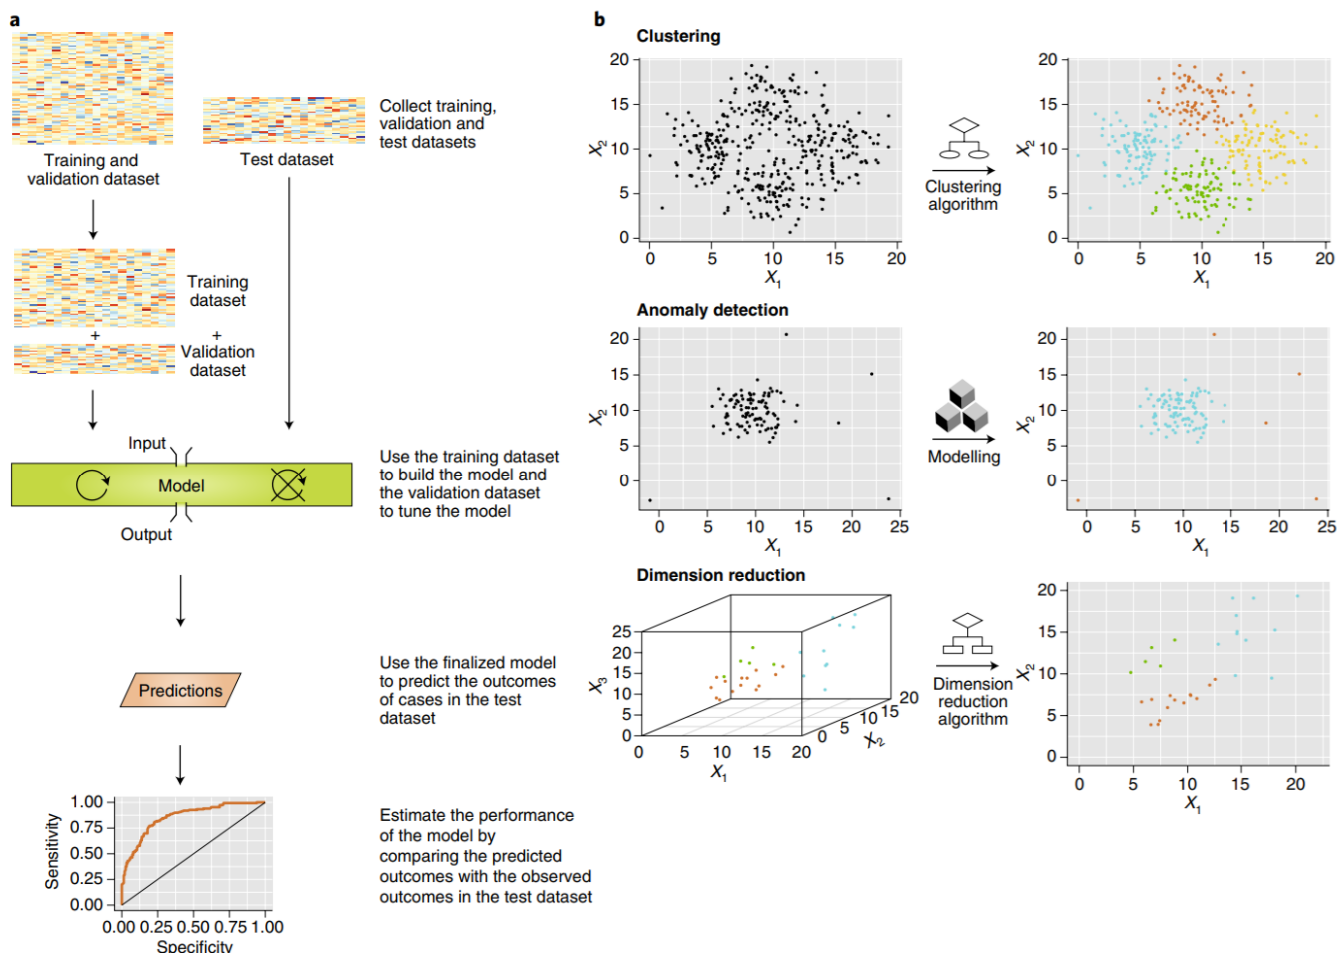 a
Training and
validation dataset
Test dataset
Collect training,
validation and
test datasets
Training
dataset
+
+
Validation
dataset
Input
Model
Output
Use the training dataset
to build the model and
the validation dataset
to tune the model
Predictions
Use the finalized model
to predict the outcomes
of cases in the test
dataset
1.00
0.75
0.50
0.25
0.00
Sensitivity
0.00 0.25 0.50 0.75 1.00
Specificity
Estimate the performance
of the model by
comparing the predicted
outcomes with the observed
outcomes in the test dataset
b
Clustering
20
15
10
5
0
X2
0 5 10 15 20
X1
Clustering
algorithm
20
15
10
5
0
X2
0 5 10 15 20
X1
Anomaly detection
20
15
10
5
0
X2
0 5 10 15 20 25
X1
Modelling
20
15
10
5
0
X2
0 5 10 15 20 25
X1
Dimension reduction
25
20
15
10
5
0
X3
0 5 10 15 20
X1
0 5 10 15 20
X2
Dimension
reduction
algorithm
20
15
10
5
0
X2
0 5 10 15 20
X1